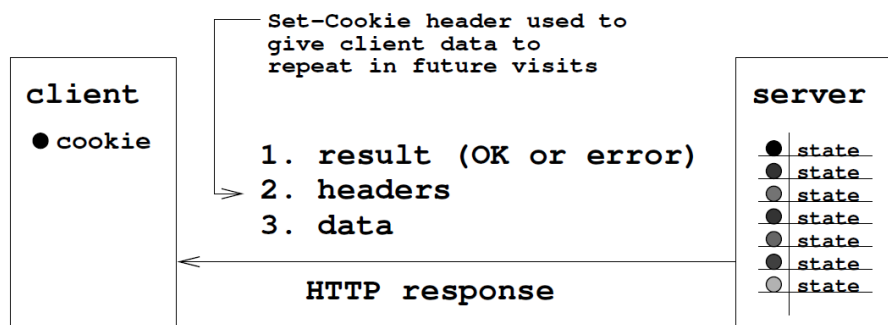 Set-Cookie header used to
give client data to
repeat in future visits
client
cookie
1. result (OK or error)
2. headers
3. data
HTTP response
server
state
state
state
state
state
state
state